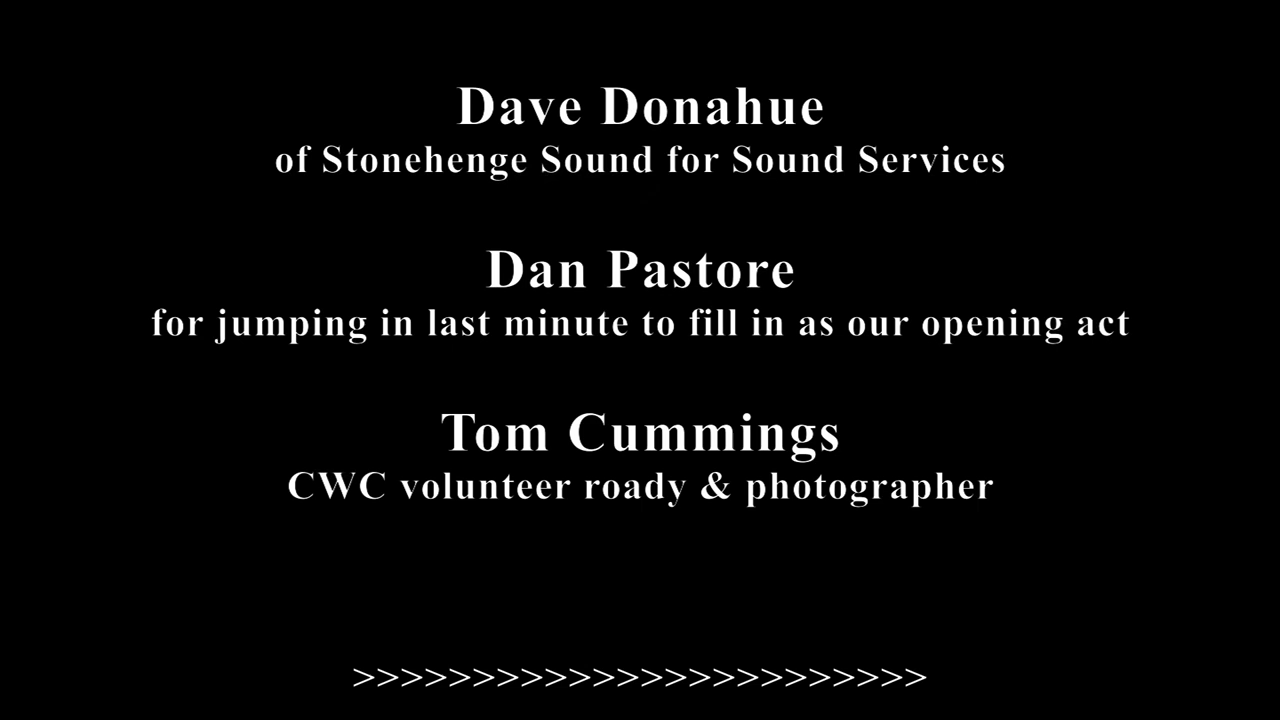 Dave Donahue
of Stonehenge Sound for Sound Services
Dan Pastore
for jumping in last minute to fill in as our opening act
Tom Cummings
CWC volunteer roady & photographer
>>>>>>>>>>>>>>>>>>>>>>>>